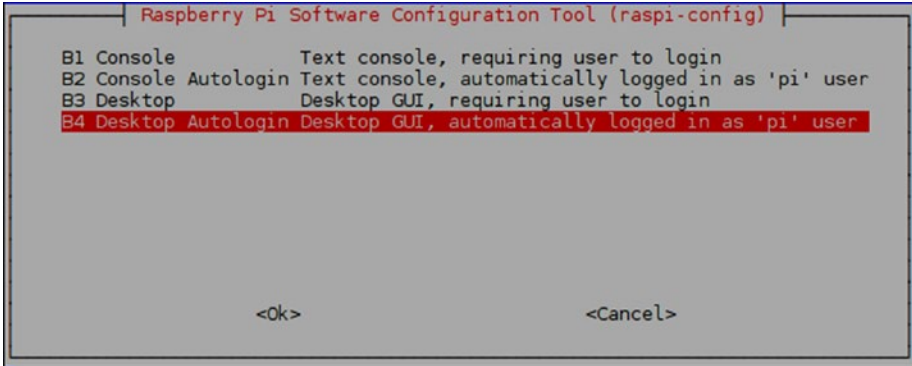 Raspberry Pi Software Configuration Tool (raspi-config)
B1 Console Text console, requiring user to login
B2 Console Autologin Text console, automatically logged in as 'pi' user
B3 Desktop Desktop GUI, requiring user to login
B4 Desktop Autologin Desktop GUI, automatically logged in as 'pi' user
<Ok> <Cancel>